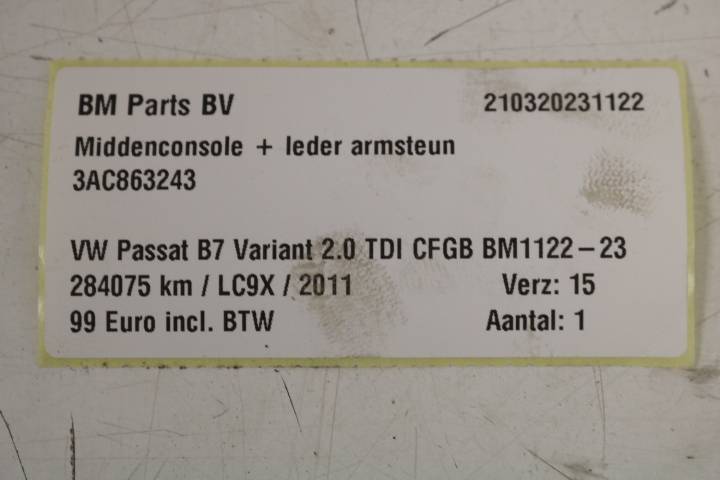 BM Parts BV 210320231122
Middenconsole + leder armsteun
3AC863243
VW Passat B7 Variant 2.0 TDI CFGB BM1122-23
284075 km / LC9X / 2011 Verz: 15
99 Euro incl. BTW Aantal: 1